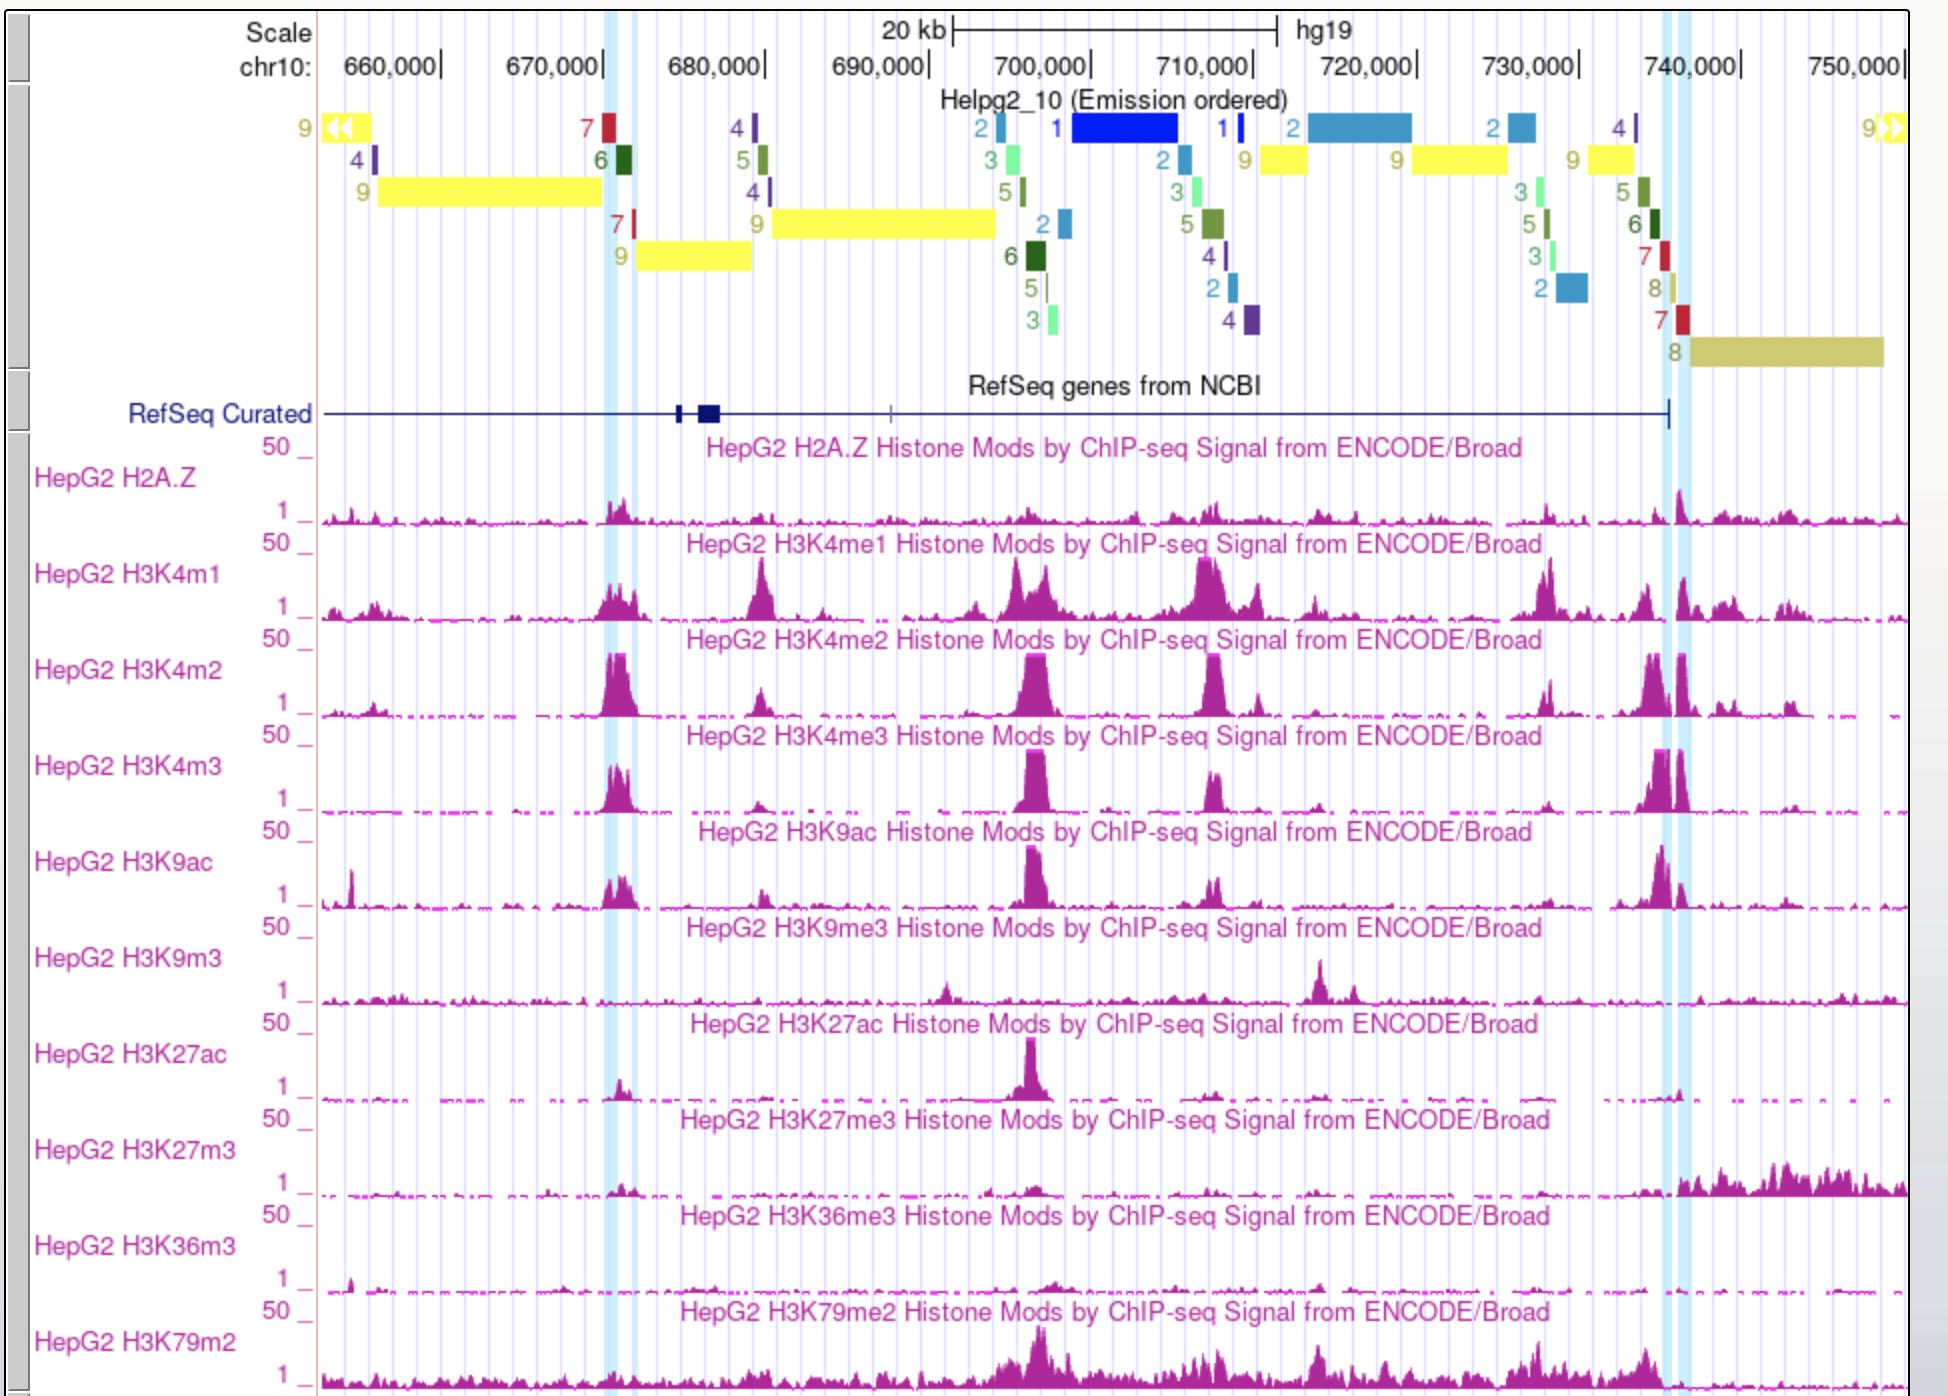 Scale 20 kb hg19
chr10: 660,000 670,000 680,000 690,000 700,000 710,000 720,000 730,000 740,000 750,000
Helpg2_10 (Emission ordered)
9 7 4 2 1 1 2 2 4 9
4 6 5 3 2 9 9 9
9 4 5 3 3 5
7 9 2 5 5 6
9 6 4 3 7
5 2 2 8
3 4 7
8
RefSeq genes from NCBI
RefSeq Curated
50 HepG2 H2A.Z Histone Mods by ChIP-seq Signal from ENCODE/Broad
HepG2 H2A.Z
1
50 HepG2 H3K4me1 Histone Mods by ChIP-seq Signal from ENCODE/Broad
HepG2 H3K4m1
1
50 HepG2 H3K4me2 Histone Mods by ChIP-seq Signal from ENCODE/Broad
HepG2 H3K4m2
1
50 HepG2 H3K4me3 Histone Mods by ChIP-seq Signal from ENCODE/Broad
HepG2 H3K4m3
1
50 HepG2 H3K9ac Histone Mods by ChIP-seq Signal from ENCODE/Broad
HepG2 H3K9ac
1
50 HepG2 H3K9me3 Histone Mods by ChIP-seq Signal from ENCODE/Broad
HepG2 H3K9m3
1
50 HepG2 H3K27ac Histone Mods by ChIP-seq Signal from ENCODE/Broad
HepG2 H3K27ac
1
50 HepG2 H3K27me3 Histone Mods by ChIP-seq Signal from ENCODE/Broad
HepG2 H3K27m3
1
50 HepG2 H3K36me3 Histone Mods by ChIP-seq Signal from ENCODE/Broad
HepG2 H3K36m3
1
50 HepG2 H3K79me2 Histone Mods by ChIP-seq Signal from ENCODE/Broad
HepG2 H3K79m2
1